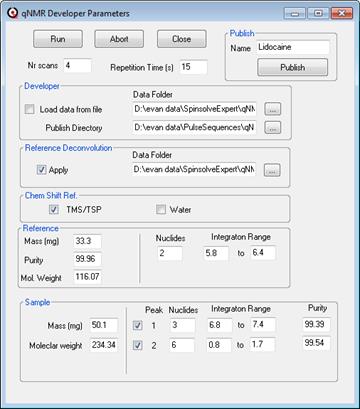 qNMR Developer Parameters
Run Abort Close
Publish
Name Lidocaine
Publish
Nr scans 4 Repetition Time (s) 15
Developer
Data Folder
Load data from file D:\evan data\SpinsolveExpert\qNM ...
Publish Directory D:\evan data\PulseSequences\qN ...
Reference Deconvolution
Data Folder
Apply D:\evan data\SpinsolveExpert\qNM ...
Chem Shift Ref.
TMS/TSP Water
Reference
Mass (mg) 33.3 Nuclides Integraton Range
Purity 99.96 2 5.8 to 6.4
Mol. Weight 116.07
Sample
Peak Nuclides Integraton Range Purity
Mass (mg) 50.1 1 3 6.8 to 7.4 99.39
Moleclar weight 234.34 2 6 0.8 to 1.7 99.54